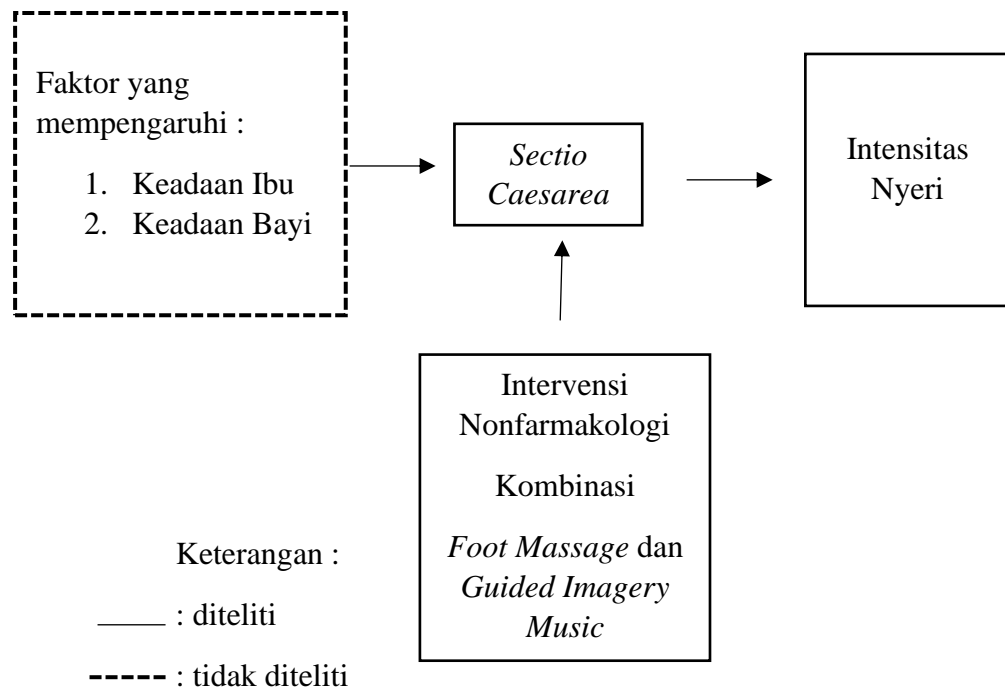 Faktor yang
mempengaruhi :
1. Keadaan Ibu
2. Keadaan Bayi
Sectio
Caesarea
Intensitas
Nyeri
Intervensi
Nonfarmakologi
Kombinasi
Foot Massage dan
Guided Imagery
Music
Keterangan :
: diteliti
: tidak diteliti